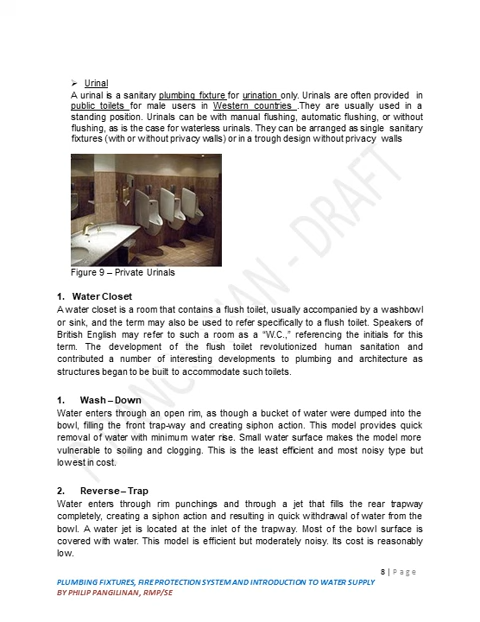 ➢ Urinal
A urinal is a sanitary plumbing fixture for urination only. Urinals are often provided in
public toilets for male users in Western countries .They are usually used in a
standing position. Urinals can be with manual flushing, automatic flushing, or without
flushing, as is the case for waterless urinals. They can be arranged as single sanitary
fixtures (with or without privacy walls) or in a trough design without privacy walls
Figure 9 – Private Urinals
1. Water Closet
A water closet is a room that contains a flush toilet, usually accompanied by a washbowl
or sink, and the term may also be used to refer specifically to a flush toilet. Speakers of
British English may refer to such a room as a “W.C.,” referencing the initials for this
term. The development of the flush toilet revolutionized human sanitation and
contributed a number of interesting developments to plumbing and architecture as
structures began to be built to accommodate such toilets.
1. Wash – Down
Water enters through an open rim, as though a bucket of water were dumped into the
bowl, filling the front trap-way and creating siphon action. This model provides quick
removal of water with minimum water rise. Small water surface makes the model more
vulnerable to soiling and clogging. This is the least efficient and most noisy type but
lowest in cost.
2. Reverse – Trap
Water enters through rim punchings and through a jet that fills the rear trapway
completely, creating a siphon action and resulting in quick withdrawal of water from the
bowl. A water jet is located at the inlet of the trapway. Most of the bowl surface is
covered with water. This model is efficient but moderately noisy. Its cost is reasonably
low.
8 | Page
PLUMBING FIXTURES, FIRE PROTECTION SYSTEM AND INTRODUCTION TO WATER SUPPLY
BY PHILIP PANGILINAN, RMP/SE
- DRAFT